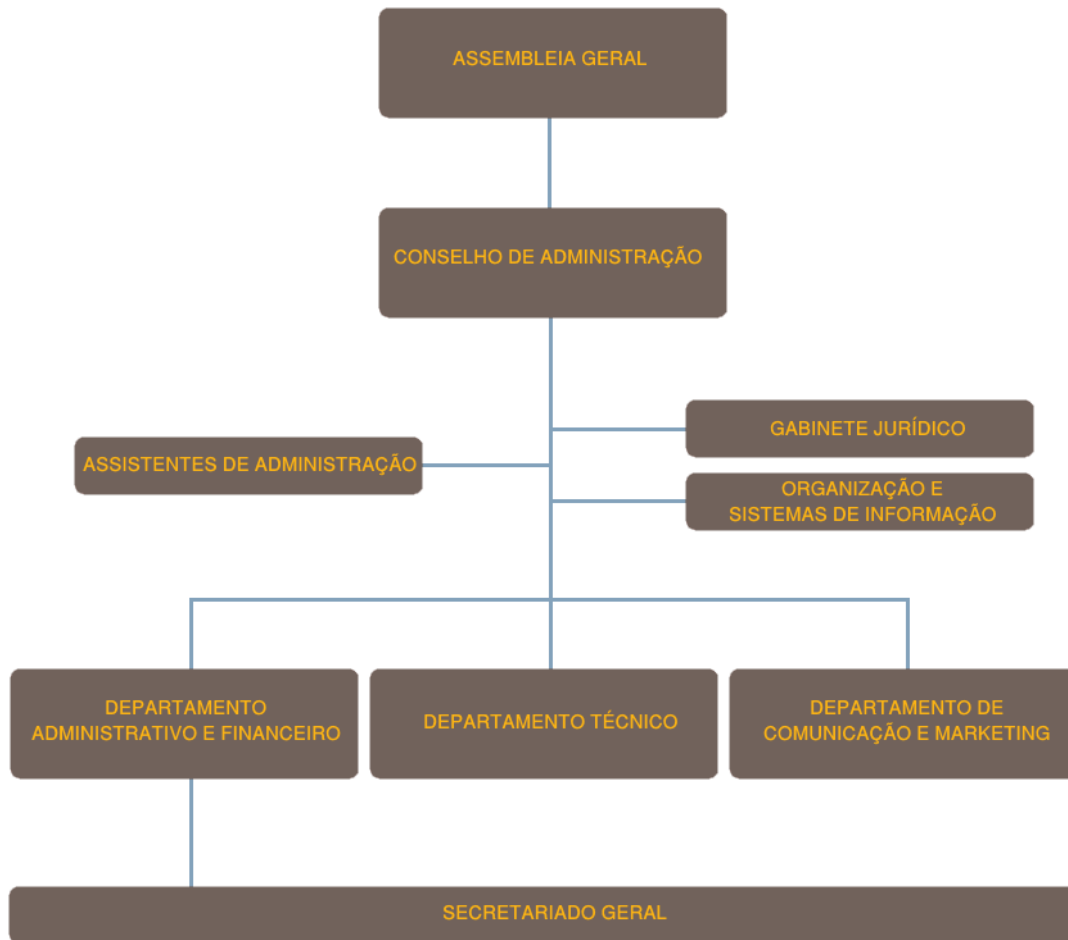 ASSEMBLEIA GERAL
CONSELHO DE ADMINISTRAÇÃO
GABINETE JURÍDICO
ASSISTENTES DE ADMINISTRAÇÃO
ORGANIZAÇÃO E
SISTEMAS DE INFORMAÇÃO
DEPARTAMENTO
ADMINISTRATIVO E FINANCEIRO
DEPARTAMENTO TÉCNICO
DEPARTAMENTO DE
COMUNICAÇÃO E MARKETING
SECRETARIADO GERAL